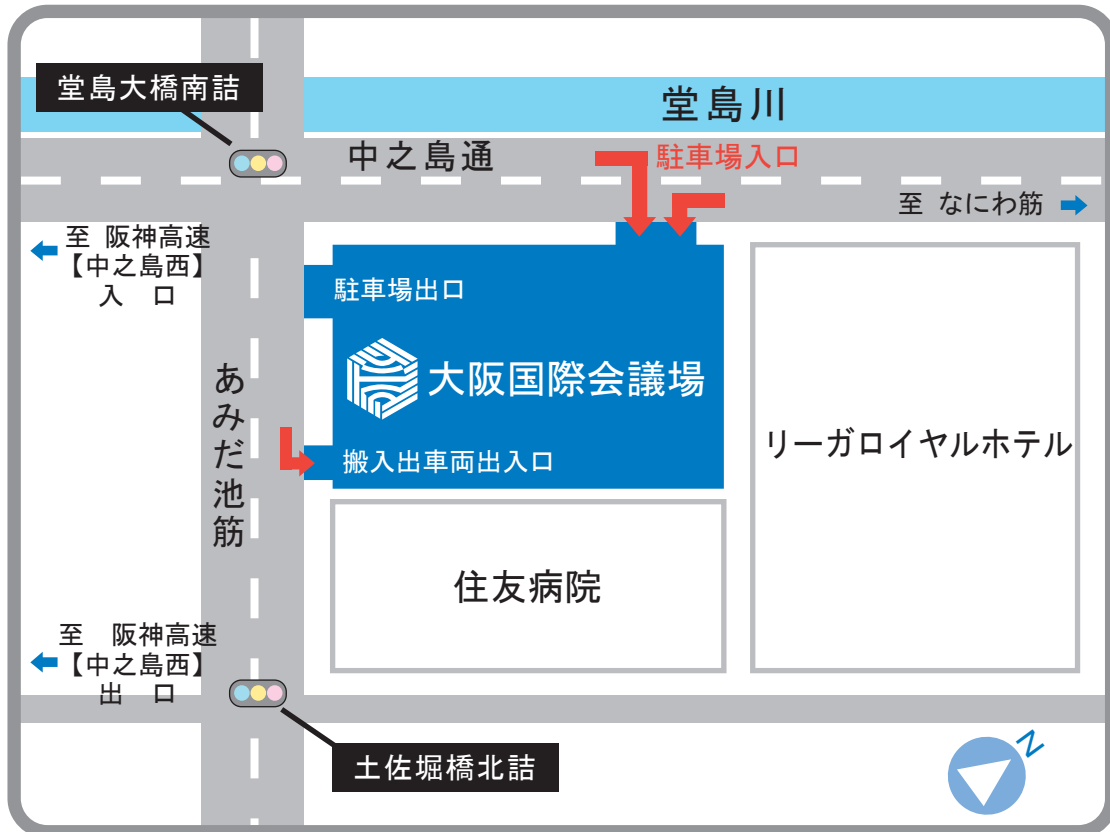 堂島大橋南詰
堂島川
中之島通
駐車場入口
至 なにわ筋
至 阪神高速
【中之島西】
入 口
駐車場出口
大阪国際会議場
あみだ池筋
搬入出車両出入口
リーガロイヤルホテル
住友病院
至 阪神高速
【中之島西】
出 口
土佐堀橋北詰
N